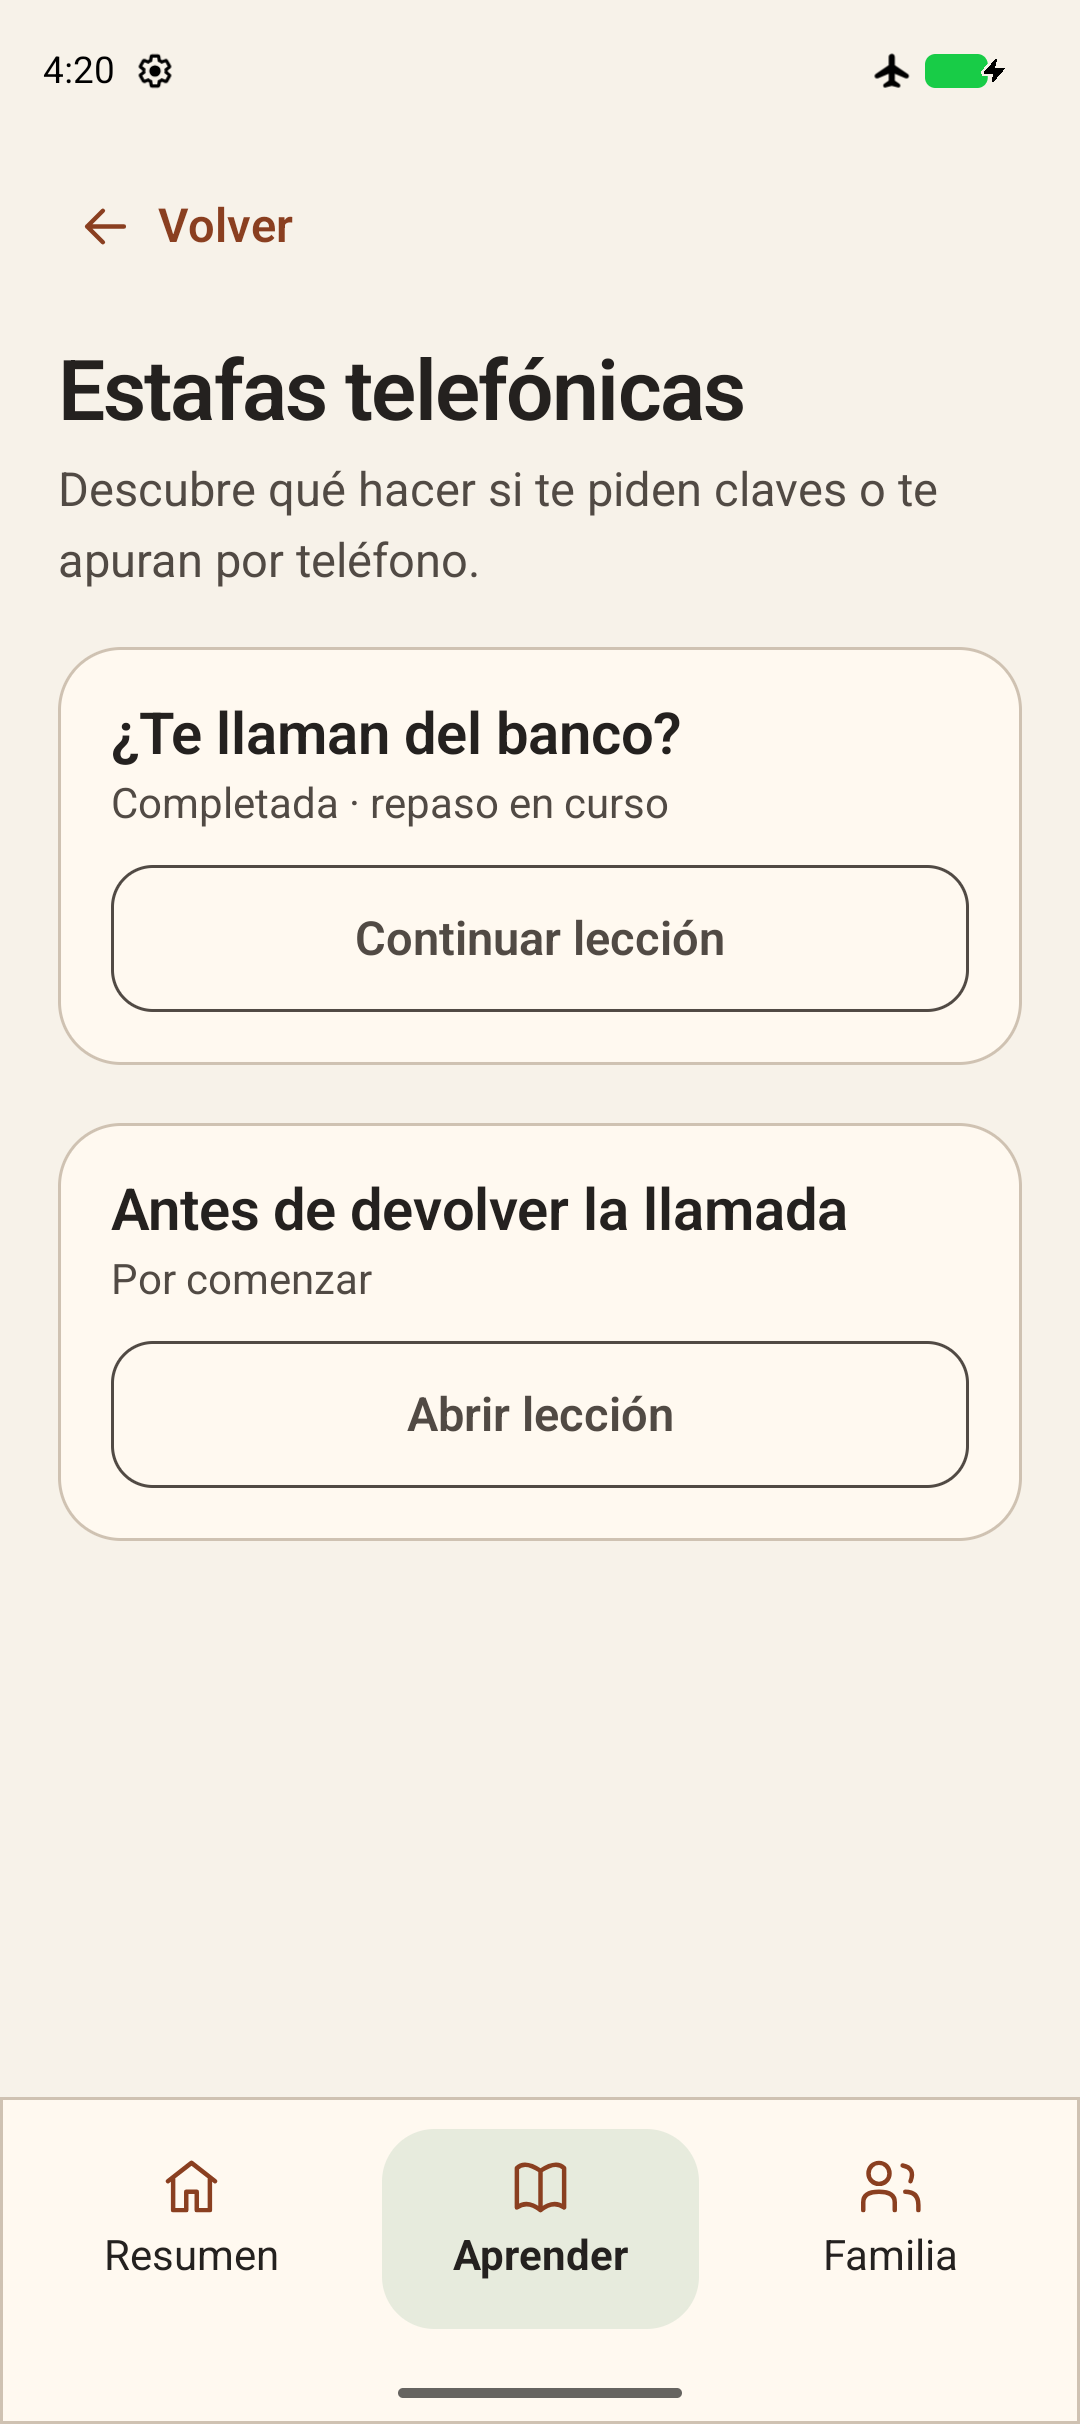 4:20
Volver
Estafas telefónicas
Descubre qué hacer si te piden claves o te
apuran por teléfono.
¿Te llaman del banco?
Completada · repaso en curso
Continuar lección
Antes de devolver la llamada
Por comenzar
Abrir lección
Resumen
Aprender
Familia